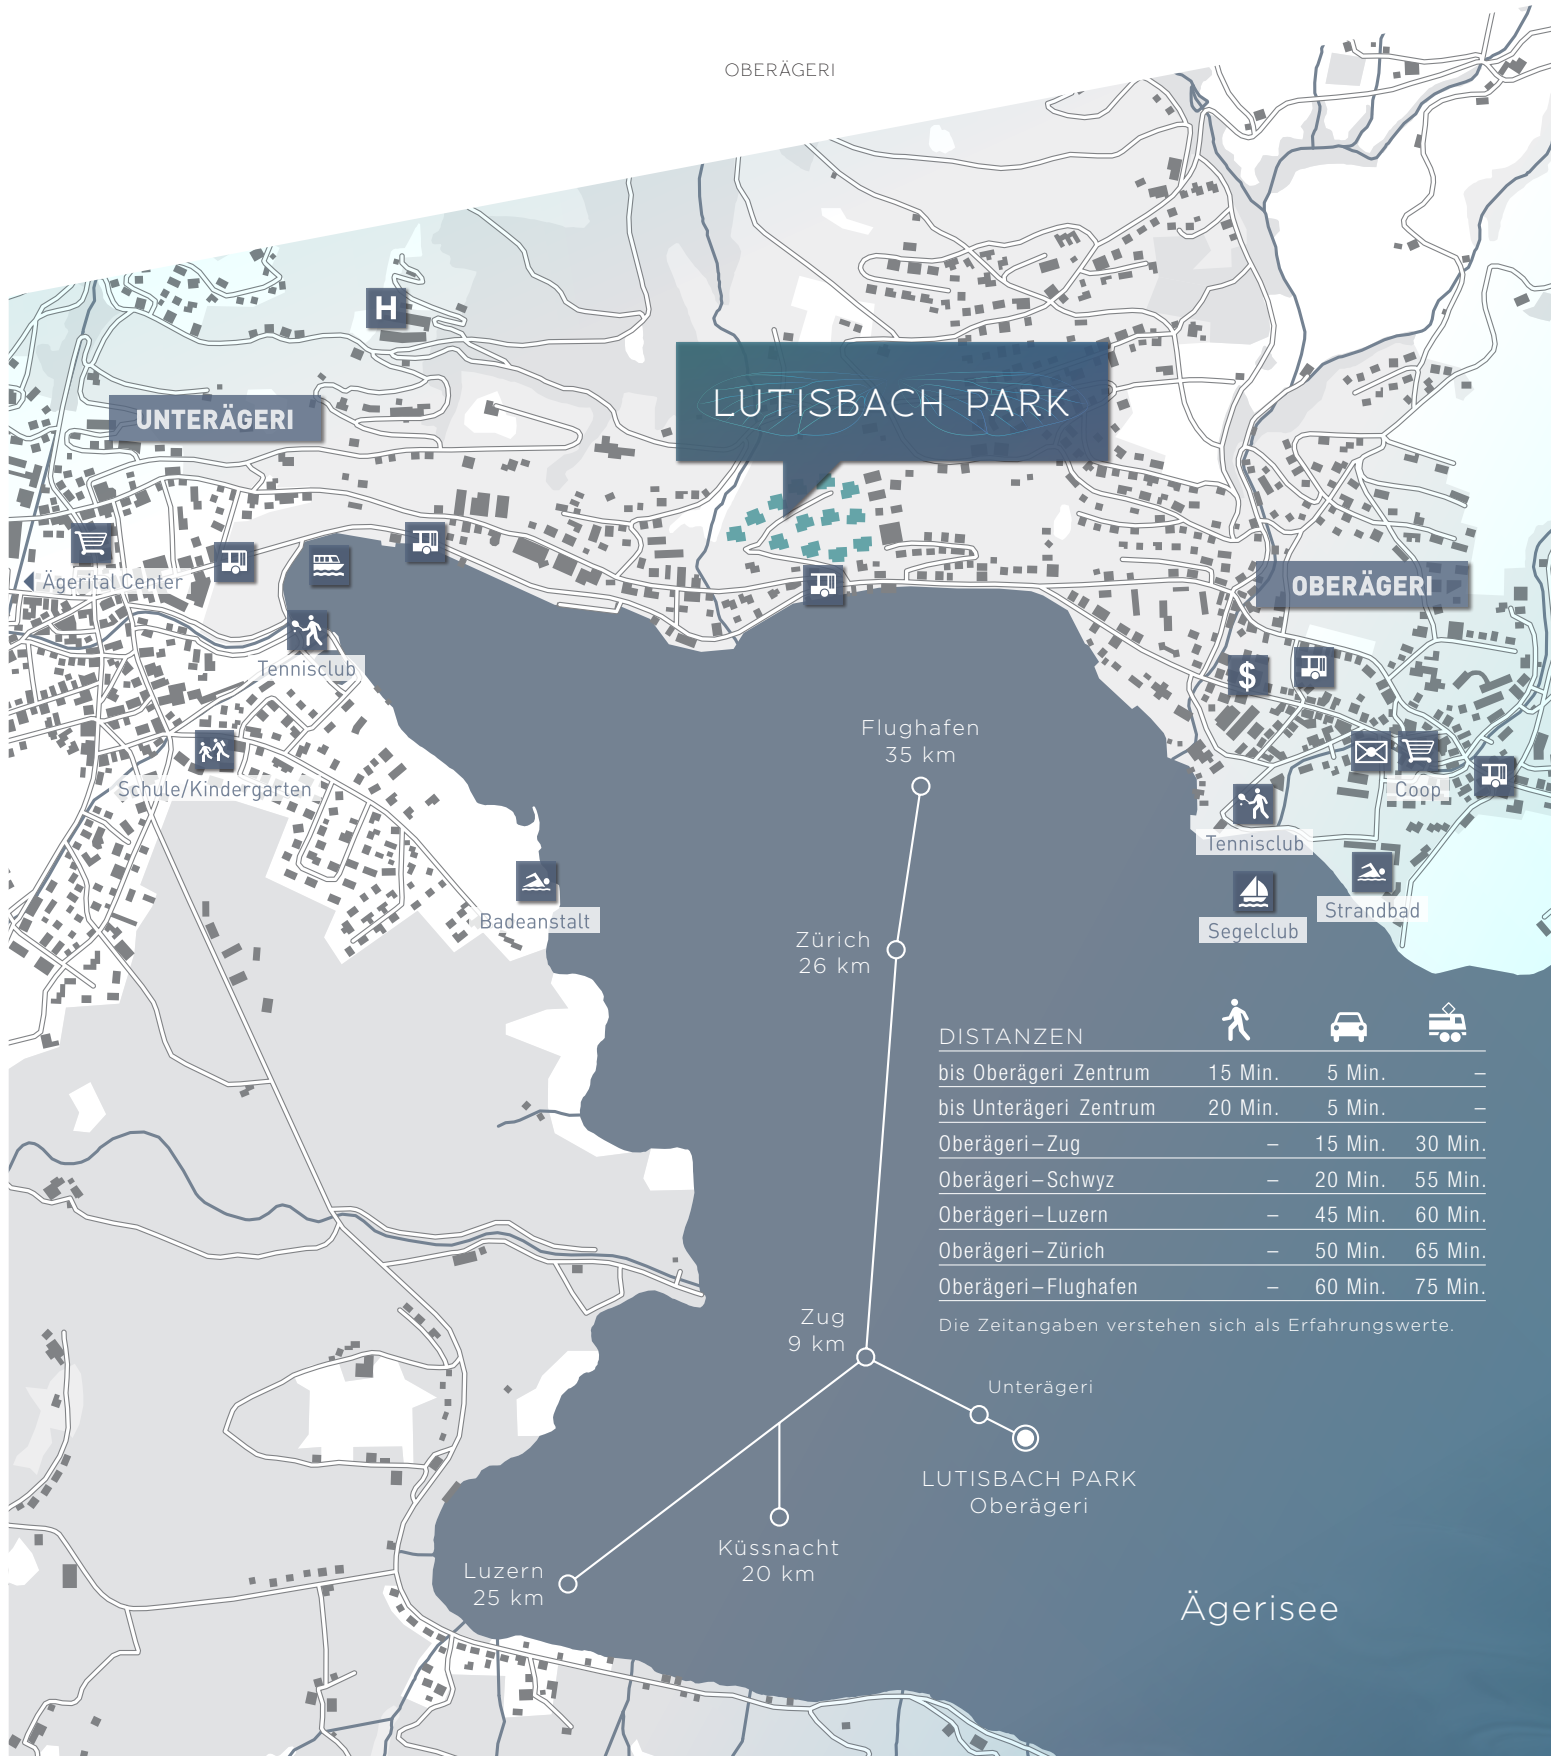 OBERÄGERI
H
LUTISBACH PARK
UNTERÄGERI
Ägerital Center
OBERÄGERI
Tennisclub
$
Schule/Kindergarten
Coop
Tennisclub
Badeanstalt
Segelclub
Strandbad
Flughafen
35 km
Zürich
26 km
DISTANZEN
bis Oberägeri Zentrum 15 Min. 5 Min. –
bis Unterägeri Zentrum 20 Min. 5 Min. –
Oberägeri–Zug – 15 Min. 30 Min.
Oberägeri–Schwyz – 20 Min. 55 Min.
Oberägeri–Luzern – 45 Min. 60 Min.
Oberägeri–Zürich – 50 Min. 65 Min.
Oberägeri–Flughafen – 60 Min. 75 Min.
Die Zeitangaben verstehen sich als Erfahrungswerte.
Zug
9 km
Unterägeri
LUTISBACH PARK
Oberägeri
Küssnacht
20 km
Luzern
25 km
Ägerisee